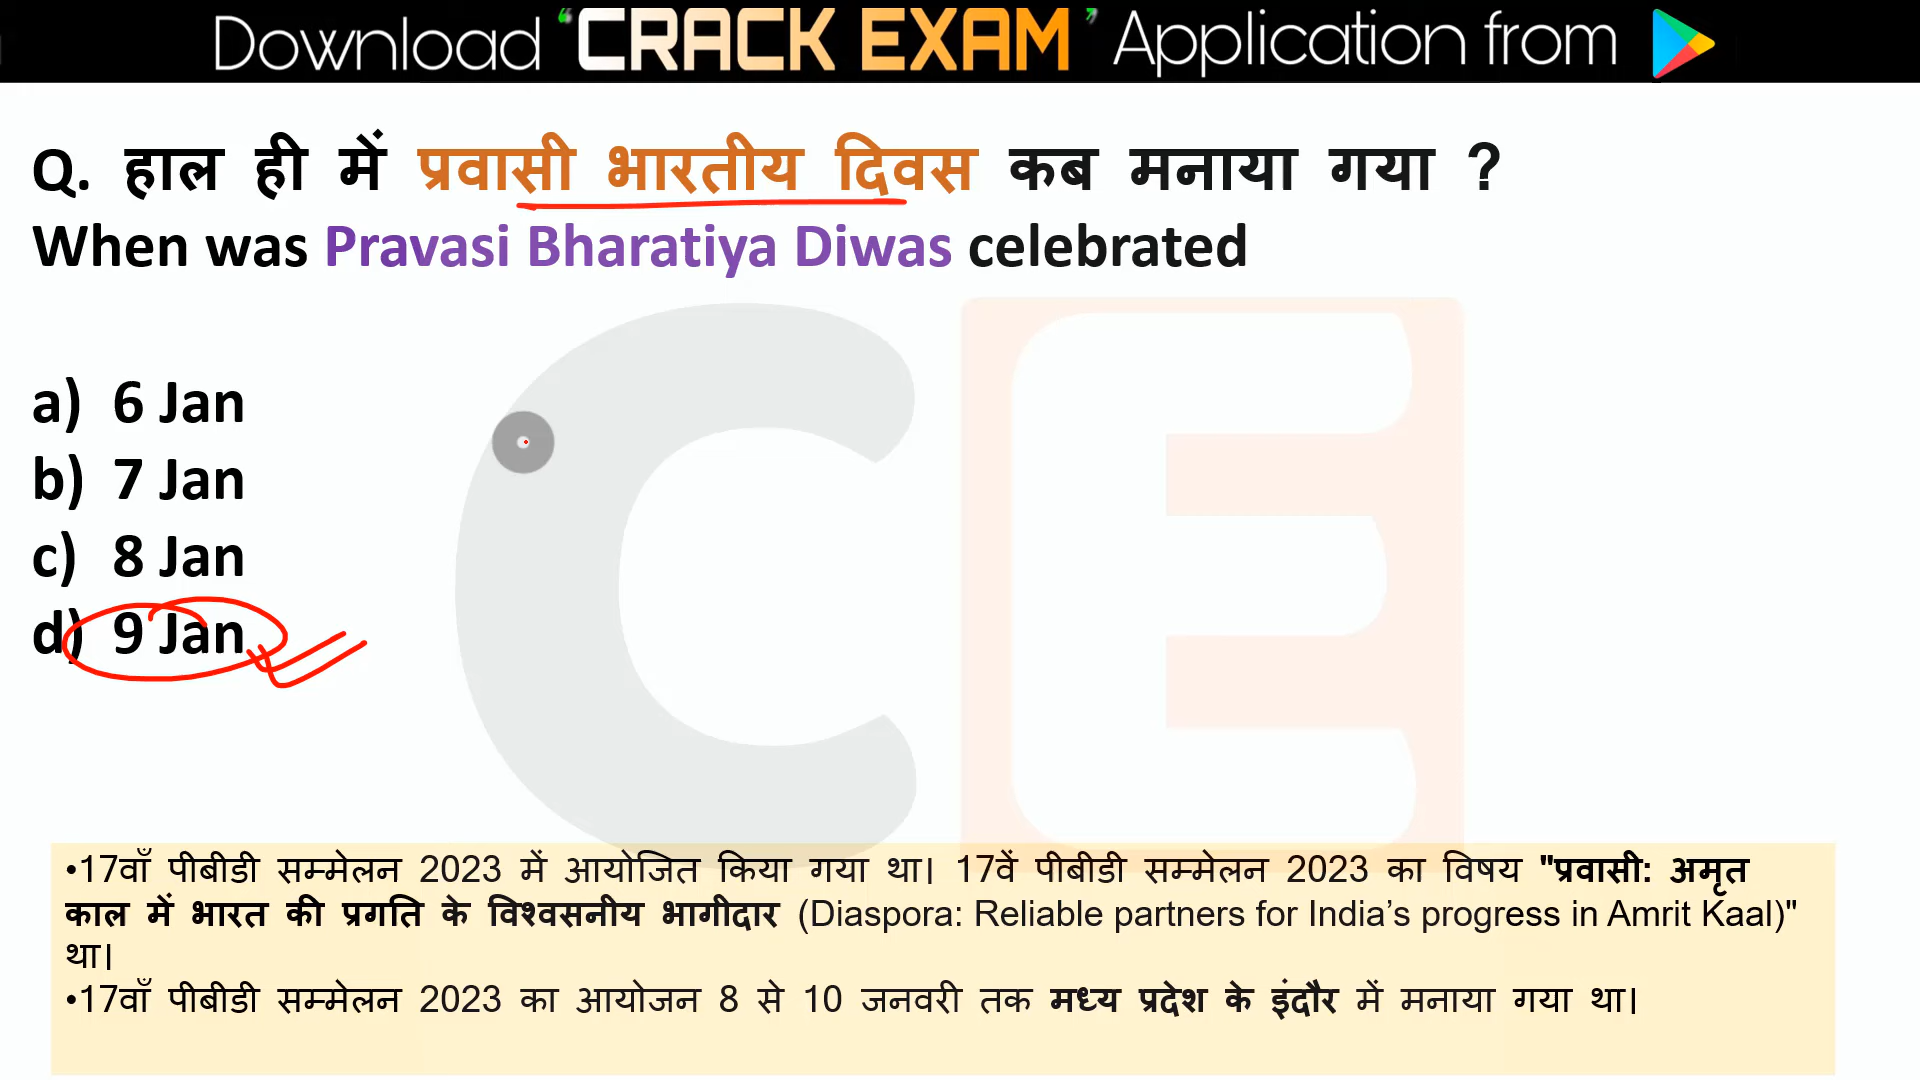 Download ‘CRACK EXAM’ Application from
Q. हाल ही में प्रवासी भारतीय दिवस कब मनाया गया ?
When was Pravasi Bharatiya Diwas celebrated
a) 6 Jan
b) 7 Jan
c) 8 Jan
d) 9 Jan
CE
•17वाँ पीबीडी सम्मेलन 2023 में आयोजित किया गया था। 17वें पीबीडी सम्मेलन 2023 का विषय "प्रवासी: अमृत
काल में भारत की प्रगति के विश्वसनीय भागीदार (Diaspora: Reliable partners for India’s progress in Amrit Kaal)"
था।
•17वाँ पीबीडी सम्मेलन 2023 का आयोजन 8 से 10 जनवरी तक मध्य प्रदेश के इंदौर में मनाया गया था।